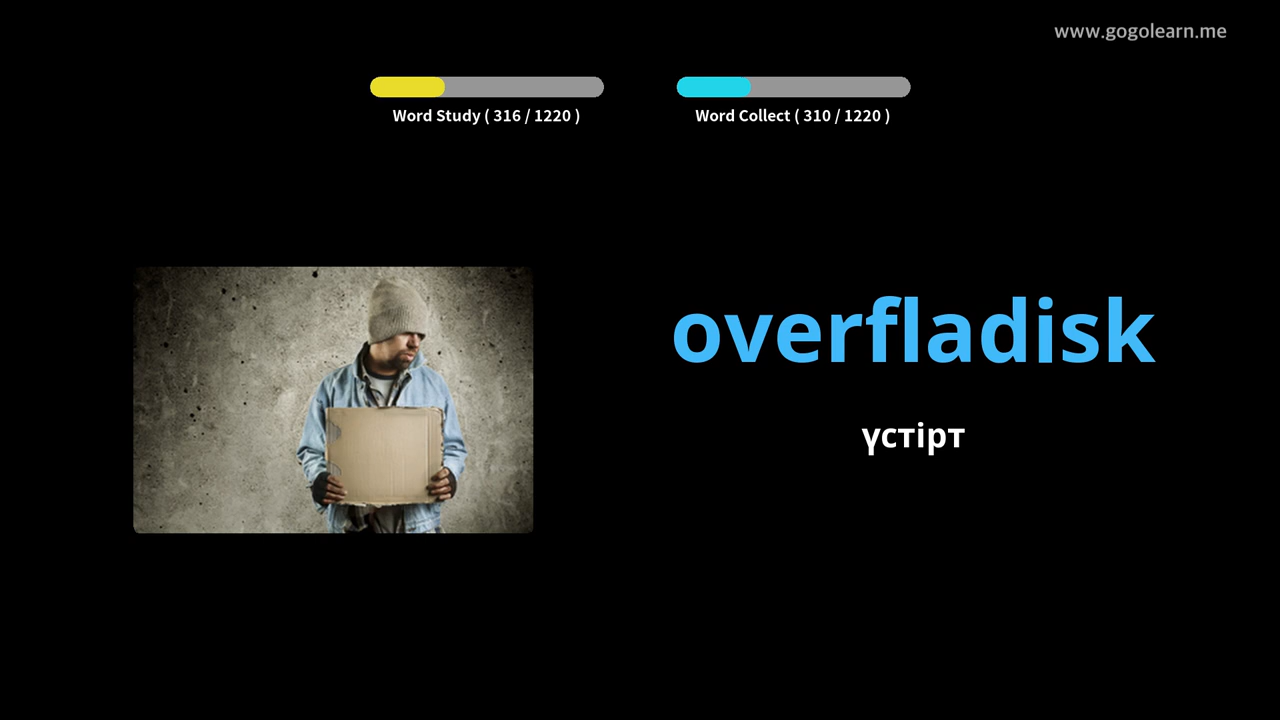 www.gogolearn.me
Word Study ( 316 / 1220 )
Word Collect ( 310 / 1220 )
overfladisk
үстірт